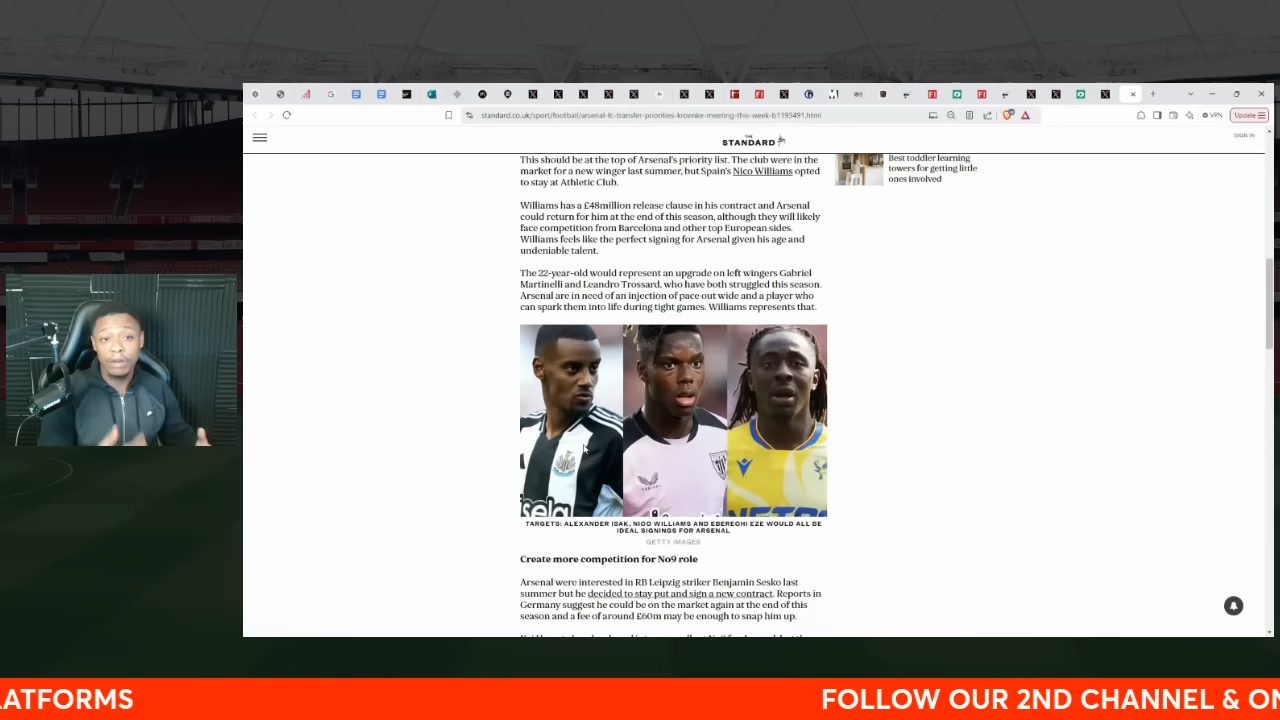 standard.co.uk/sport/football/arsenal-fc-transfer-priorities-kroenke-meeting-this-week-b1193491.html
VPN
Update
THE
STANDARD
SIGN IN
This should be at the top of Arsenal's priority list. The club were in the
market for a new winger last summer, but Spain's Nico Williams opted
to stay at Athletic Club.
Best toddler learning
towers for getting little
ones involved
Williams has a £48million release clause in his contract and Arsenal
could return for him at the end of this season, although they will likely
face competition from Barcelona and other top European sides.
Williams feels like the perfect signing for Arsenal given his age and
undeniable talent.
The 22-year-old would represent an upgrade on left wingers Gabriel
Martinelli and Leandro Trossard, who have both struggled this season.
Arsenal are in need of an injection of pace out wide and a player who
can spark them into life during tight games. Williams represents that.
TARGETS: ALEXANDER ISAK, NICO WILLIAMS AND EBERECHI EZE WOULD ALL BE
IDEAL SIGNINGS FOR ARSENAL
GETTY IMAGES
Create more competition for No9 role
Arsenal were interested in RB Leipzig striker Benjamin Sesko last
summer but he decided to stay put and sign a new contract. Reports in
Germany suggest he could be on the market again at the end of this
season and a fee of around £60m may be enough to snap him up.
LATFORMS
FOLLOW OUR 2ND CHANNEL & ON